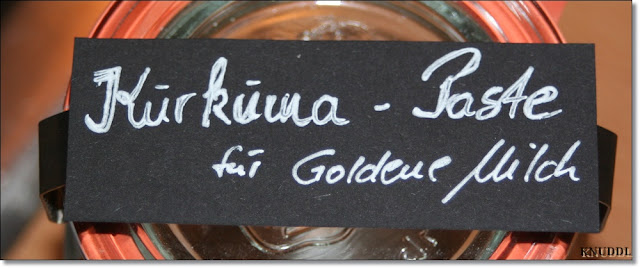 Kurkuma - Paste
für Goldene Milch
KNUDDL